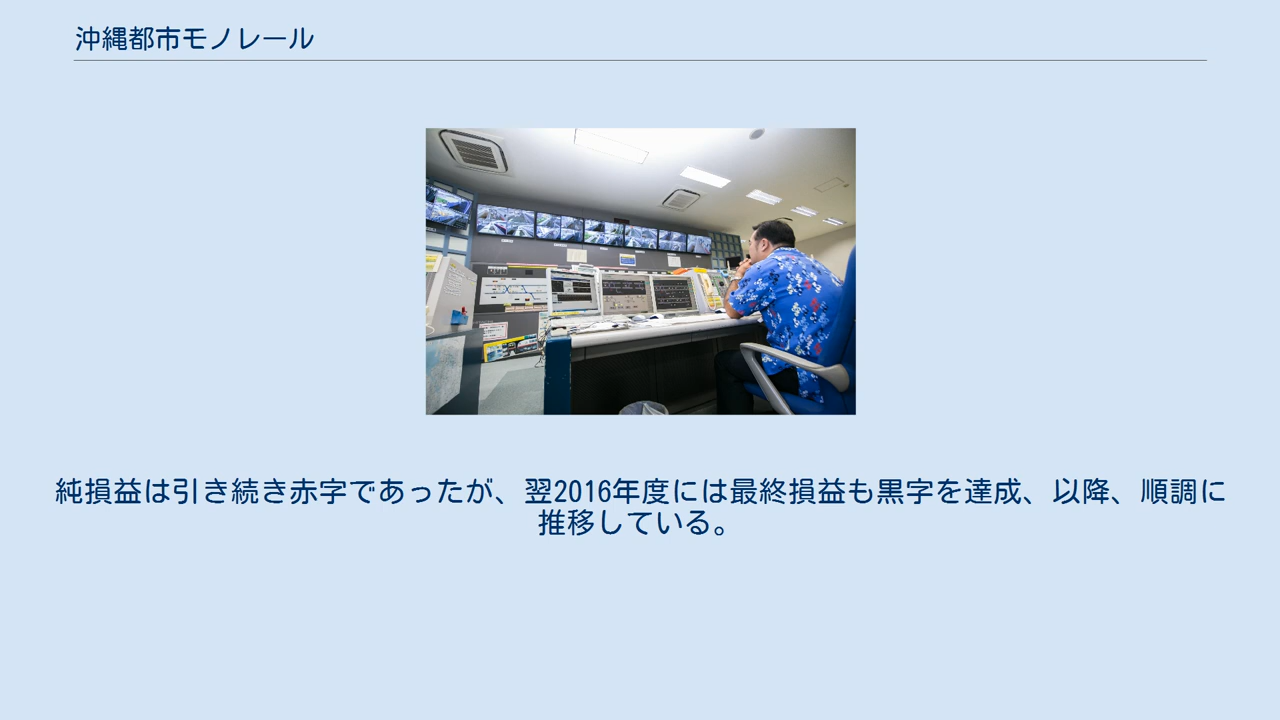 沖縄都市モノレール
純損益は引き続き赤字であったが、翌2016年度には最終損益も黒字を達成、以降、順調に
推移している。